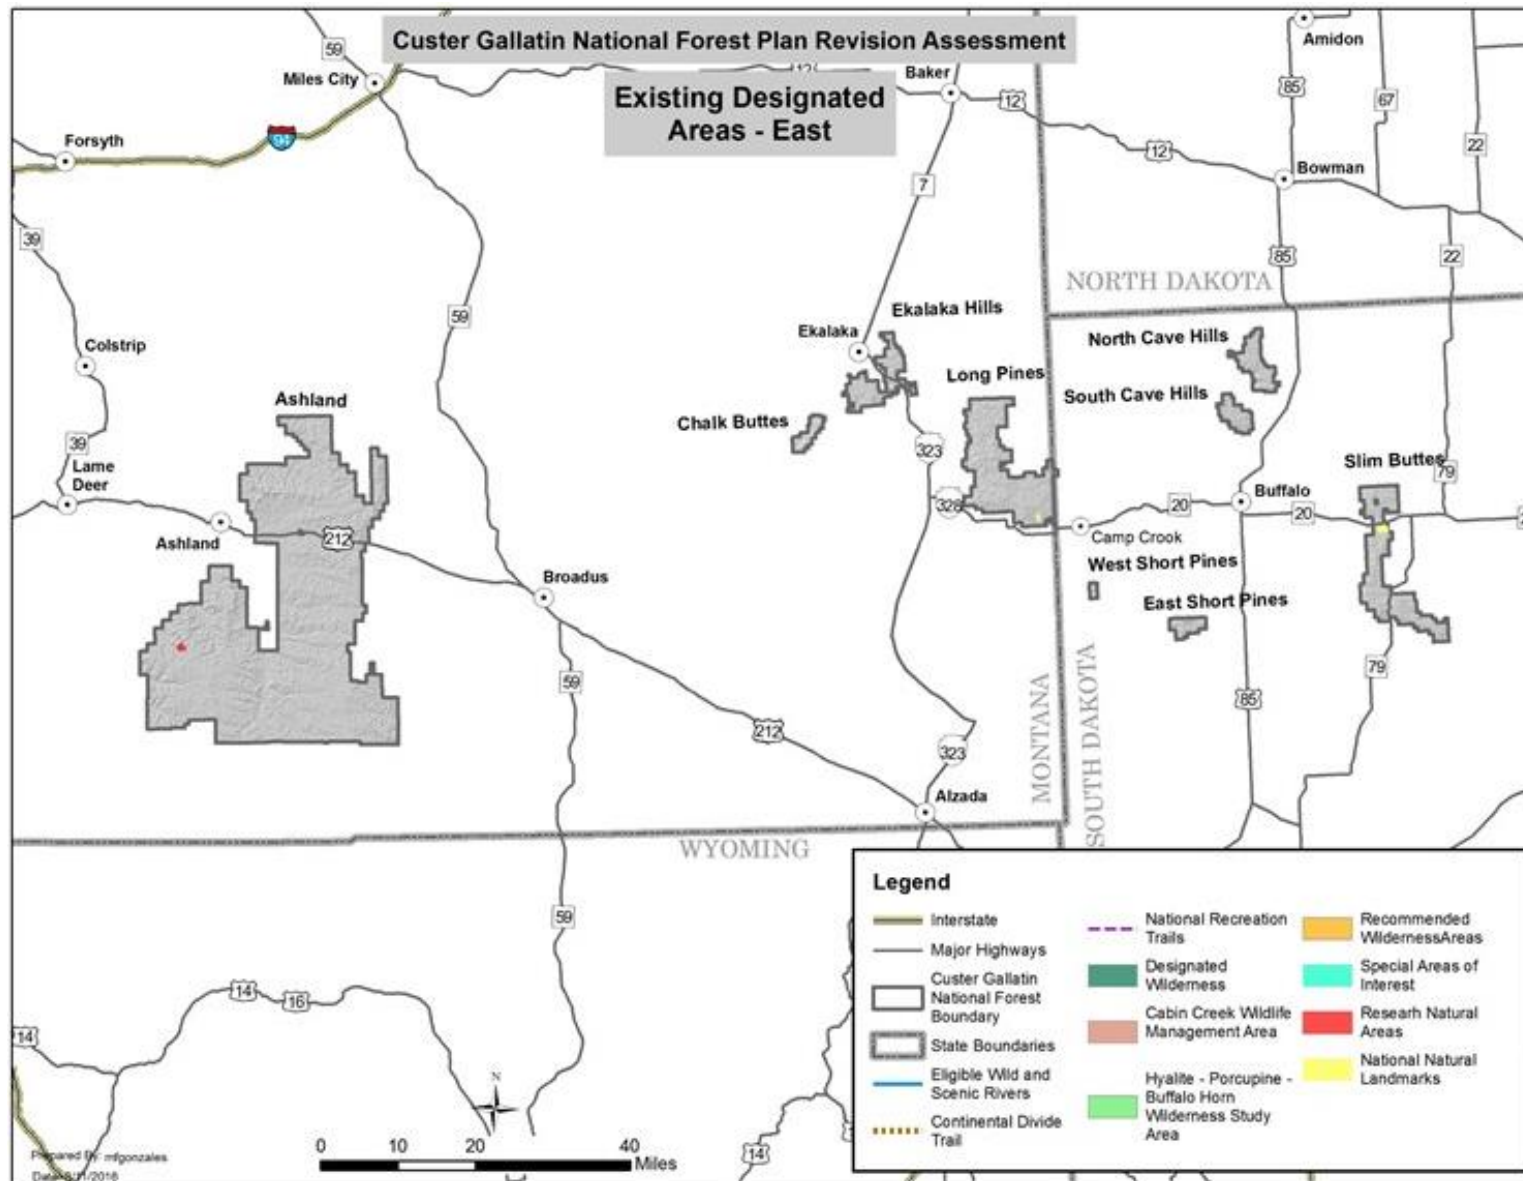 Custer Gallatin National Forest Plan Revision Assessment
Existing Designated
Areas - East
Amidon
59
Miles City
12
Baker
12
85
67
94
Forsyth
12
22
Bowman
7
39
85
22
NORTH DAKOTA
59
Ekalaka Hills
Ekalaka
North Cave Hills
Colstrip
Long Pines
South Cave Hills
Ashland
Chalk Buttes
39
323
Lame
Deer
Slim Buttes
79
Buffalo
20
20
Ashland
212
Camp Crook
West Short Pines
Broadus
East Short Pines
59
79
MONTANA
SOUTH DAKOTA
85
212
323
Alzada
WYOMING
59
14
16
14
N
0 10 20 40
Miles
14
Prepared By: mfgonzales
Legend
Interstate
Major Highways
Custer Gallatin
National Forest
Boundary
State Boundaries
Eligible Wild and
Scenic Rivers
Continental Divide
Trail
National Recreation
Trails
Designated
Wilderness
Cabin Creek Wildlife
Management Area
Hyalite - Porcupine -
Buffalo Horn
Wilderness Study
Area
Recommended
WildernessAreas
Special Areas of
Interest
Researh Natural
Areas
National Natural
Landmarks